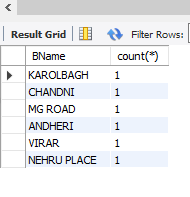 Result Grid Filter Rows:
BName count(*)
KAROLBAGH 1
CHANDNI 1
MG ROAD 1
ANDHERI 1
VIRAR 1
NEHRU PLACE 1